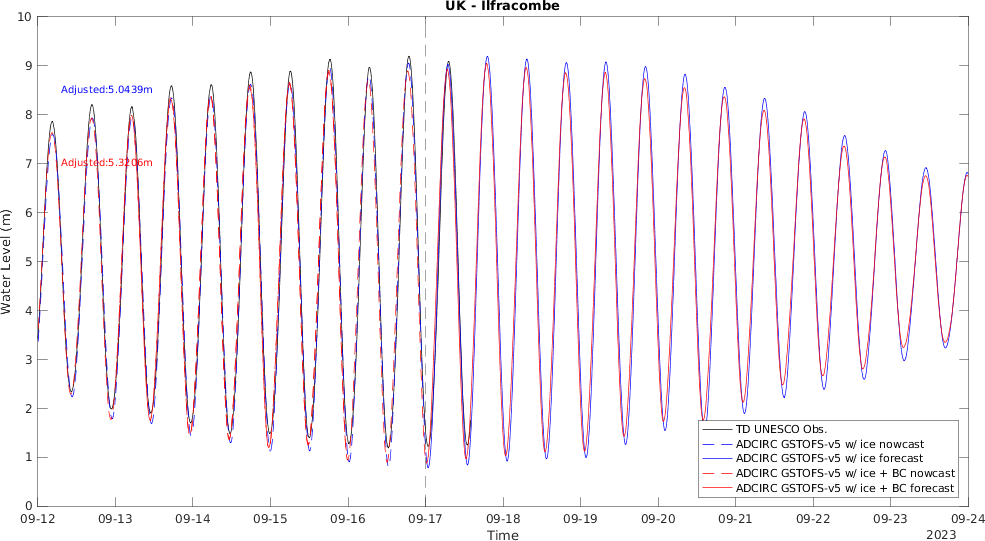 UK - Ilfracombe
10
9
8
7
6
5
4
3
2
1
0
Water Level (m)
Adjusted:5.0439m
Adjusted:5.3206m
TD UNESCO Obs.
ADCIRC GSTOFS-v5 w/ ice nowcast
ADCIRC GSTOFS-v5 w/ ice forecast
ADCIRC GSTOFS-v5 w/ ice + BC nowcast
ADCIRC GSTOFS-v5 w/ ice + BC forecast
09-12 09-13 09-14 09-15 09-16 09-17 09-18 09-19 09-20 09-21 09-22 09-23 09-24
Time
2023